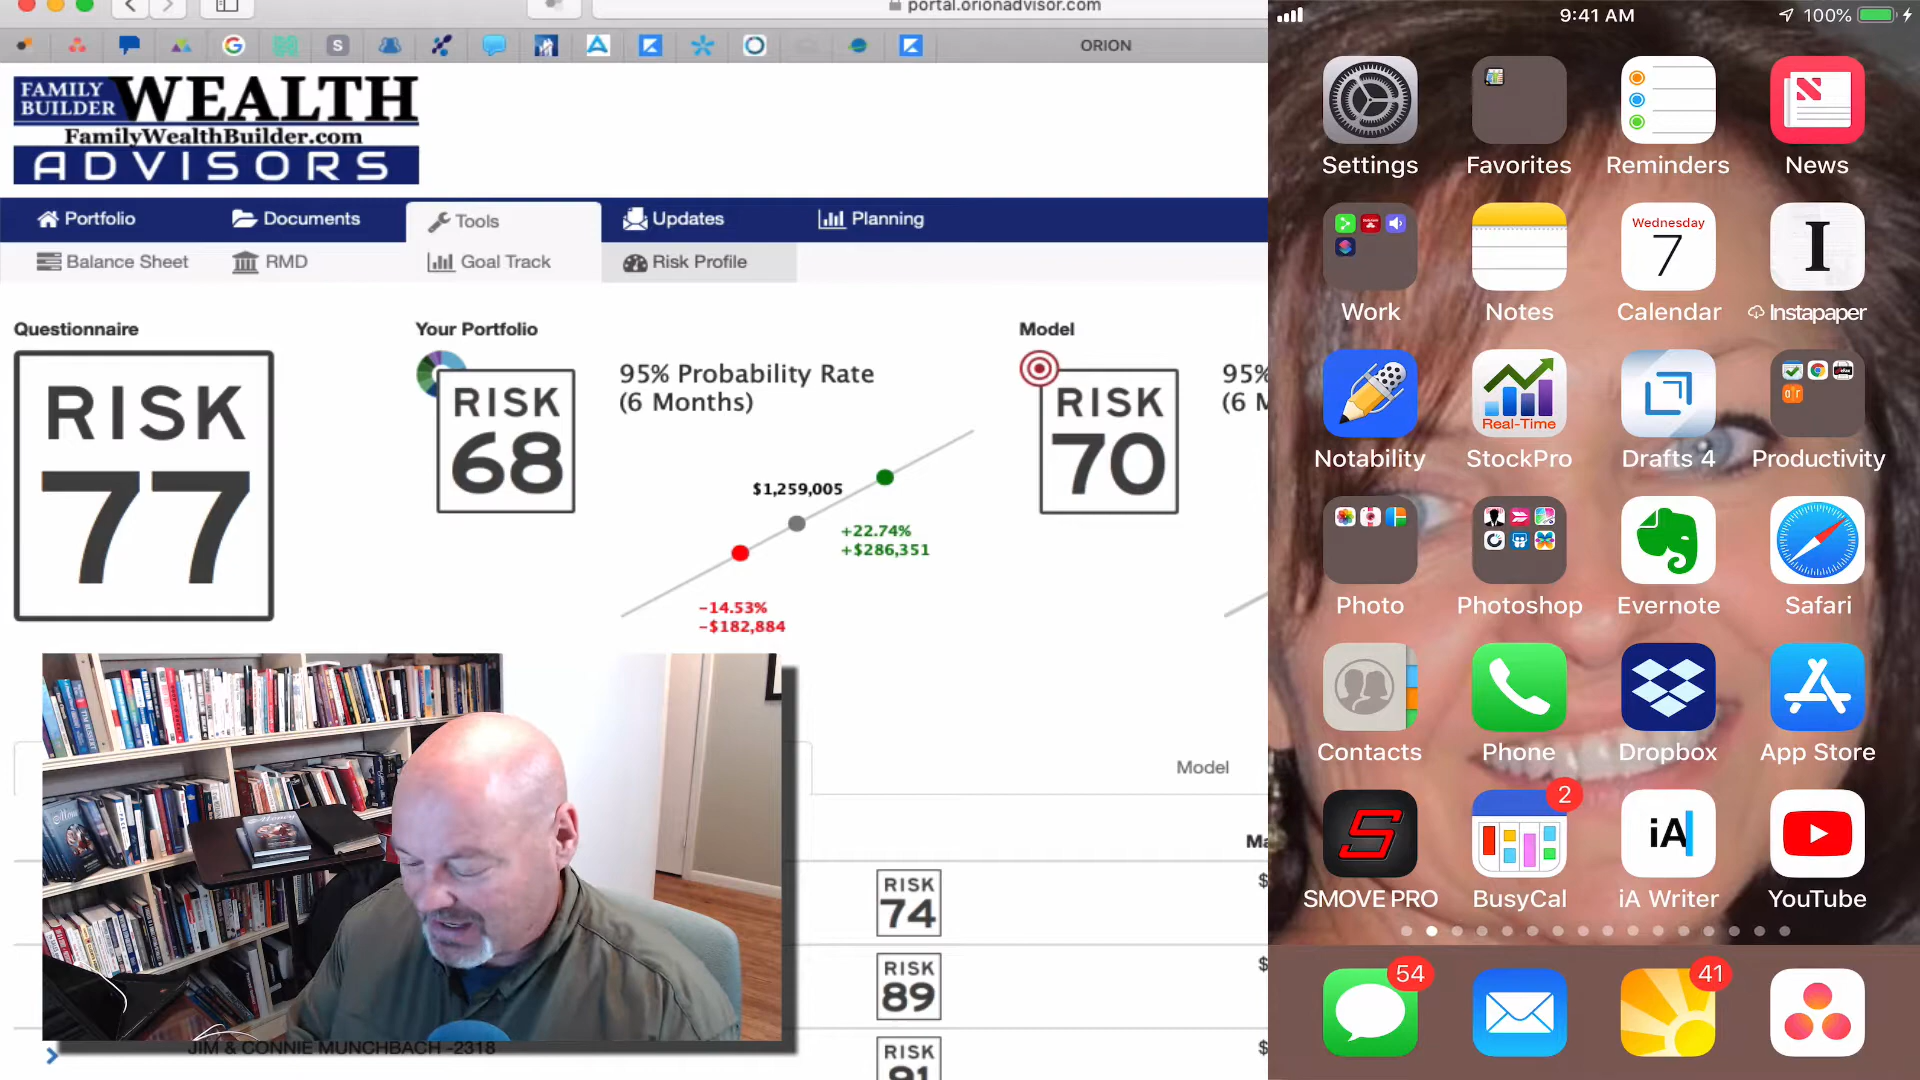 portal.orionadvisor.com
ORION
FAMILY
BUILDER
WEALTH
FamilyWealthBuilder.com
ADVISORS
Portfolio
Documents
Tools
Updates
Planning
Balance Sheet
RMD
Goal Track
Risk Profile
Questionnaire
RISK
77
Your Portfolio
RISK
68
95% Probability Rate
(6 Months)
$1,259,005
+22.74%
+$286,351
-14.53%
-$182,884
Model
RISK
70
95%
(6 M
Model
Ma
RISK
74
$
RISK
89
$
RISK
91
$
JIM & CONNIE MUNCHBACH -2318
9:41 AM
100%
Settings
Favorites
Reminders
News
Work
Notes
Wednesday
7
Calendar
Instapaper
Notability
Real-Time
StockPro
Drafts 4
Productivity
Photo
Photoshop
Evernote
Safari
Contacts
Phone
Dropbox
App Store
SMOVE PRO
2
BusyCal
iA
iA Writer
YouTube
54
41